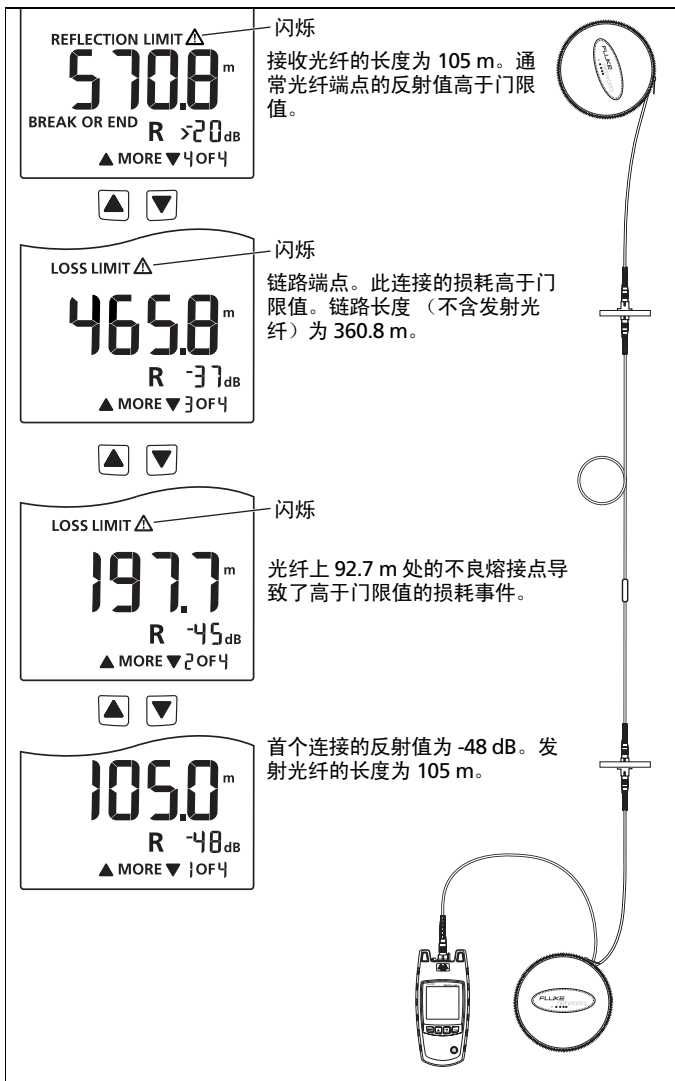 REFLECTION LIMIT ⚠
570.8 m
BREAK OR END R >-20 dB
▲ MORE ▼ 4 OF 4
闪烁
接收光纤的长度为 105 m。通
常光纤端点的反射值高于门限
值。
LOSS LIMIT ⚠
465.8 m
R -37 dB
▲ MORE ▼ 3 OF 4
闪烁
链路端点。此连接的损耗高于门
限值。链路长度 （不含发射光
纤）为 360.8 m。
LOSS LIMIT ⚠
197.7 m
R -45 dB
▲ MORE ▼ 2 OF 4
闪烁
光纤上 92.7 m 处的不良熔接点导
致了高于门限值的损耗事件。
105.0 m
R -48 dB
▲ MORE ▼ 1 OF 4
首个连接的反射值为 -48 dB。发
射光纤的长度为 105 m。
FLUKE
networks
FLUKE
networks